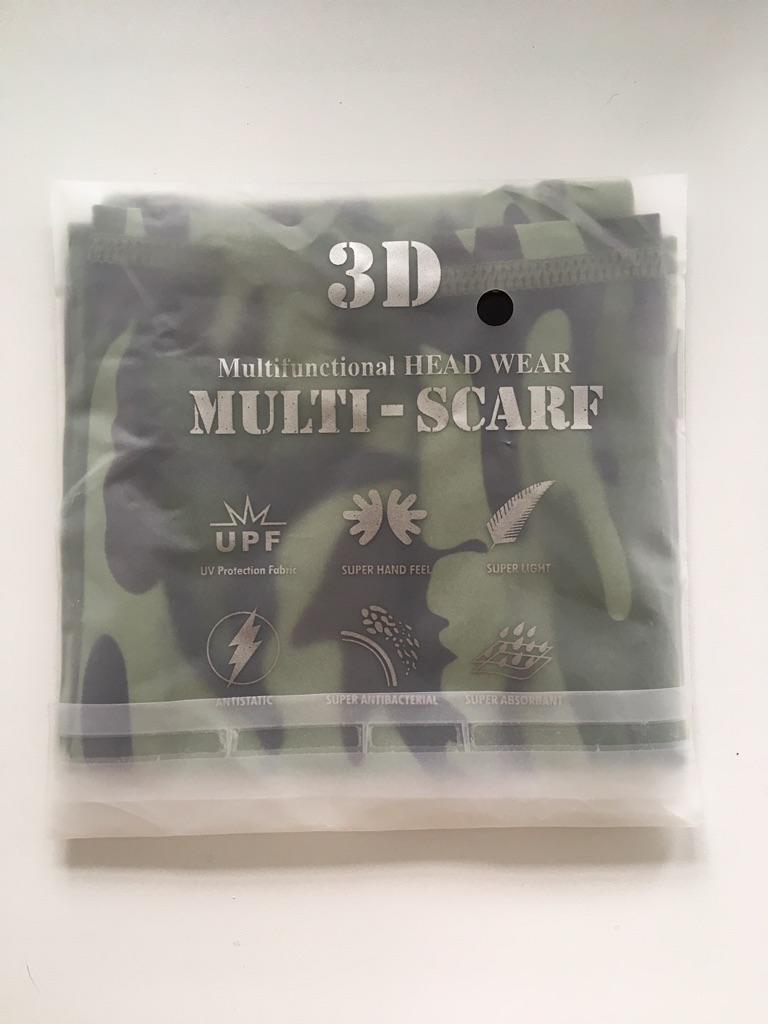 3D
Multifunctional HEAD WEAR
MULTI-SCARF
UPF
UV Protection Fabric
SUPER HAND FEEL
SUPER LIGHT
ANTISTATIC
SUPER ANTIBACTERIAL
SUPER ABSORBANT